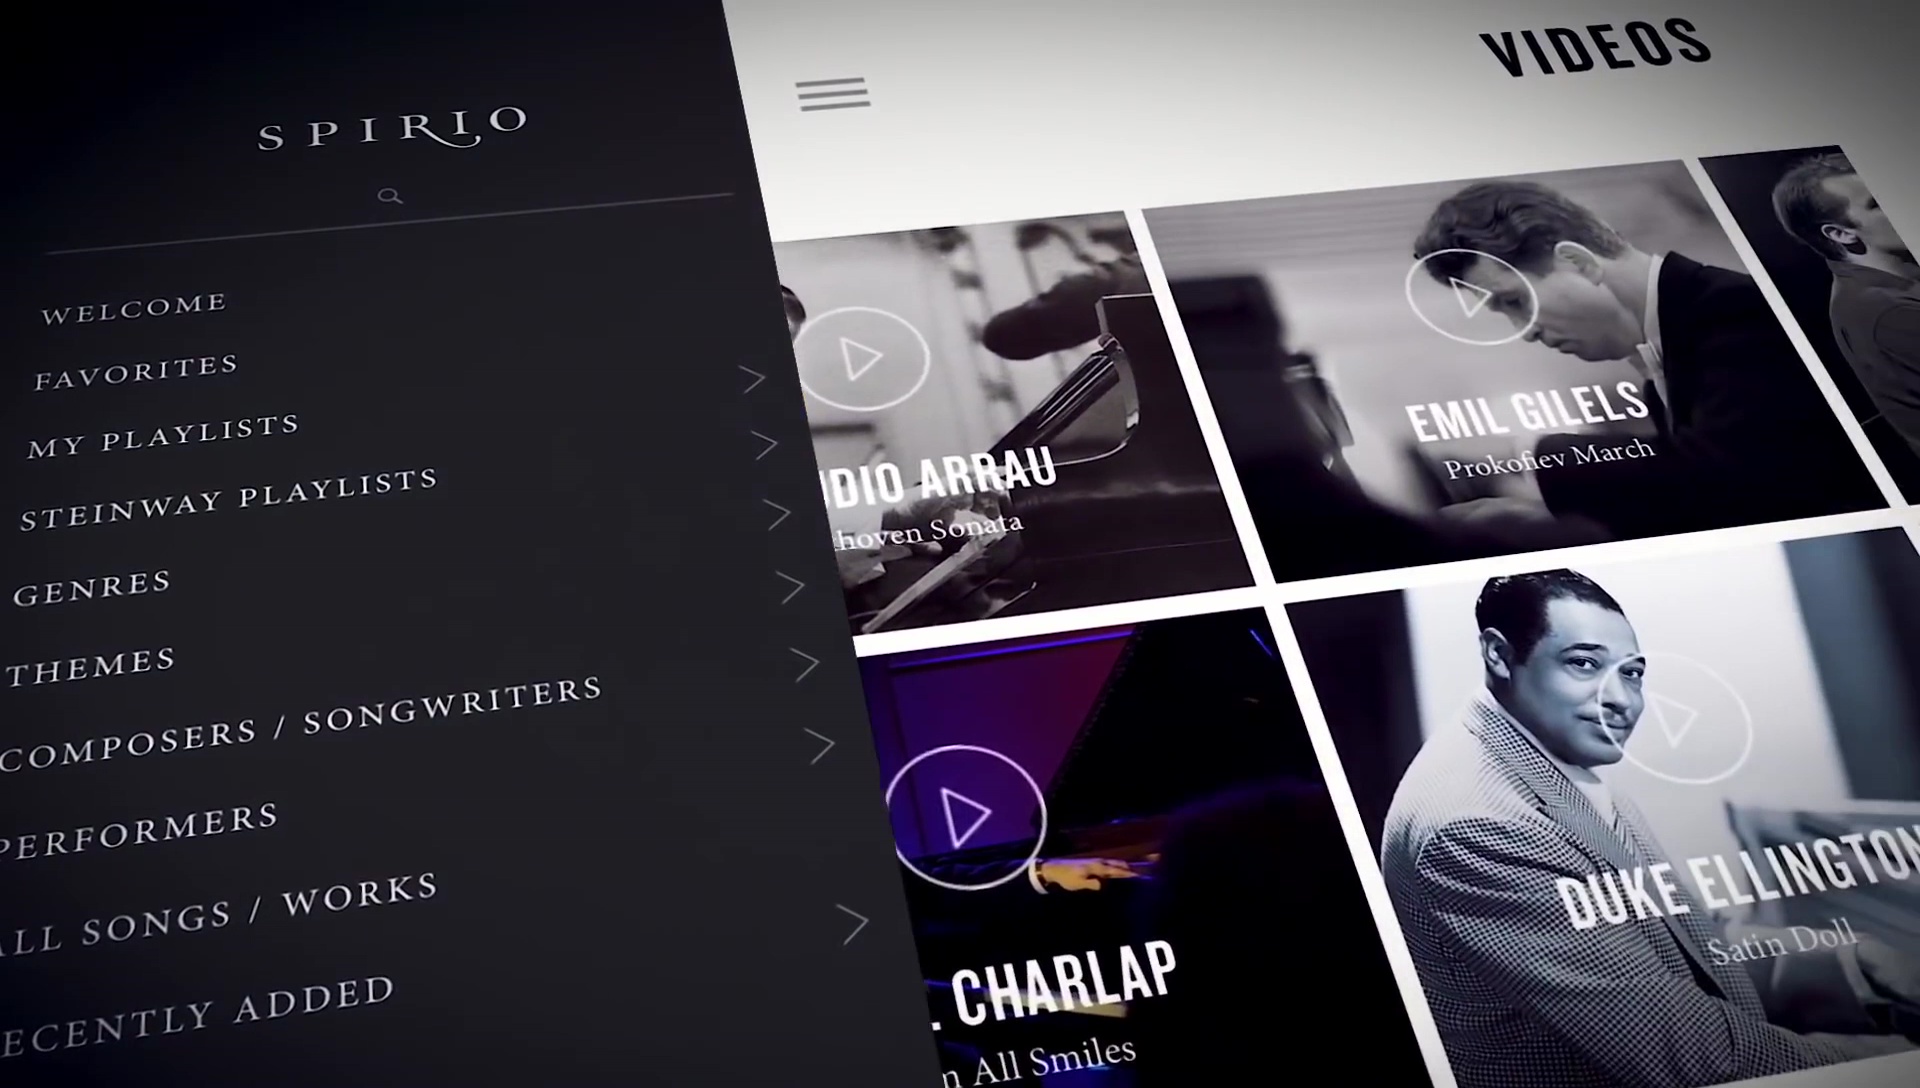 SPIRIO
WELCOME
FAVORITES
MY PLAYLISTS
STEINWAY PLAYLISTS
GENRES
THEMES
COMPOSERS / SONGWRITERS
PERFORMERS
ALL SONGS / WORKS
ECENTLY ADDED
VIDEOS
DIO ARRAU
hoven Sonata
EMIL GILELS
Prokofiev March
. CHARLAP
All Smiles
DUKE ELLINGTON
Satin Doll